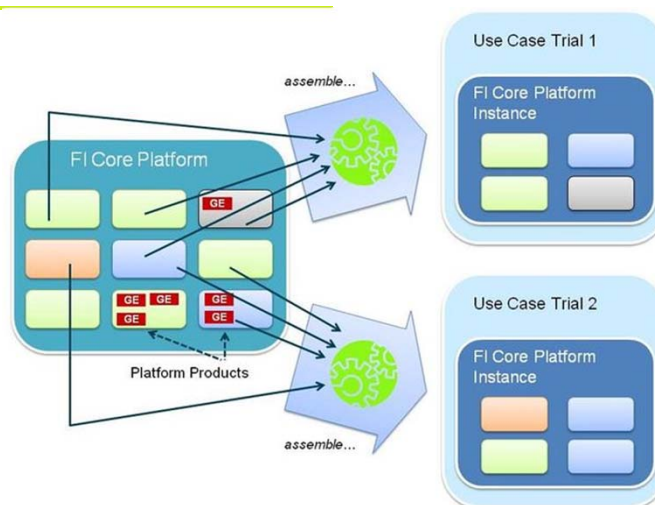 assemble...
Use Case Trial 1
FI Core Platform
Instance
FI Core Platform
GE
GE
GE
GE
GE
GE
Platform Products
Use Case Trial 2
FI Core Platform
Instance
assemble...